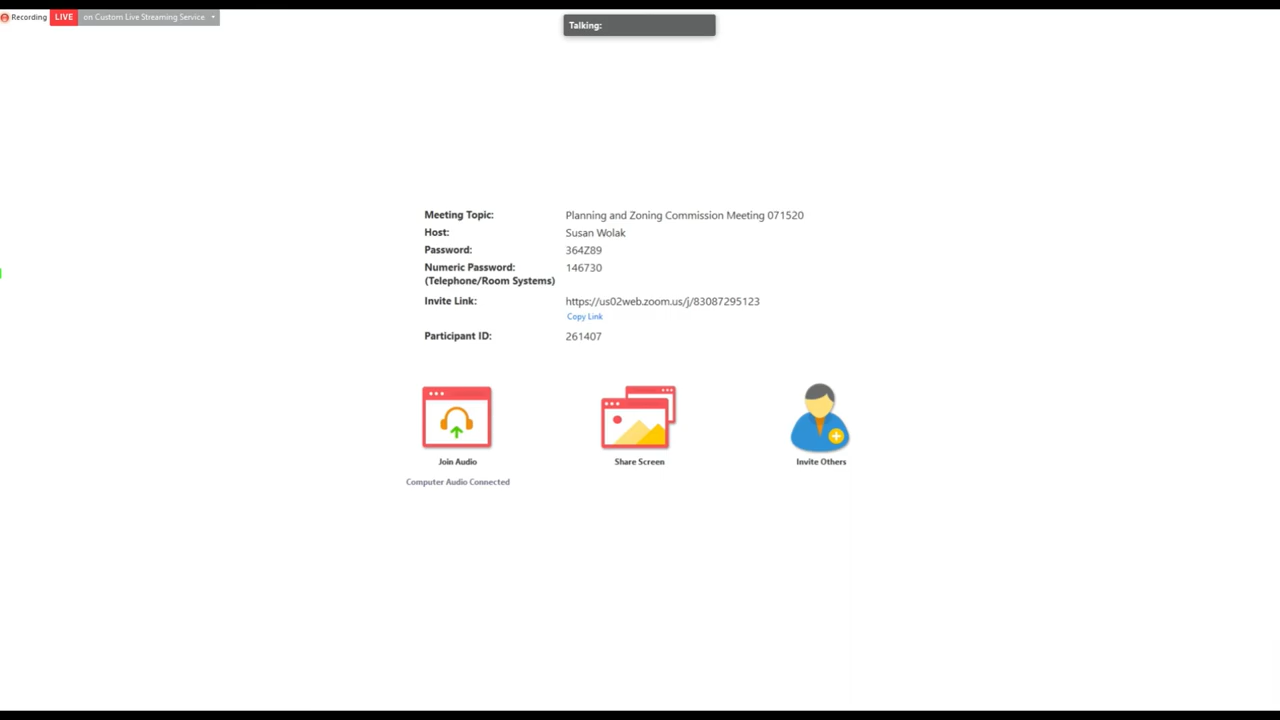 Recording LIVE on Custom Live Streaming Service
Talking:
Meeting Topic: Planning and Zoning Commission Meeting 071520
Host: Susan Wolak
Password: 364Z89
Numeric Password: 146730
(Telephone/Room Systems)
Invite Link: https://us02web.zoom.us/j/83087295123
Copy Link
Participant ID: 261407
Join Audio Share Screen Invite Others
Computer Audio Connected